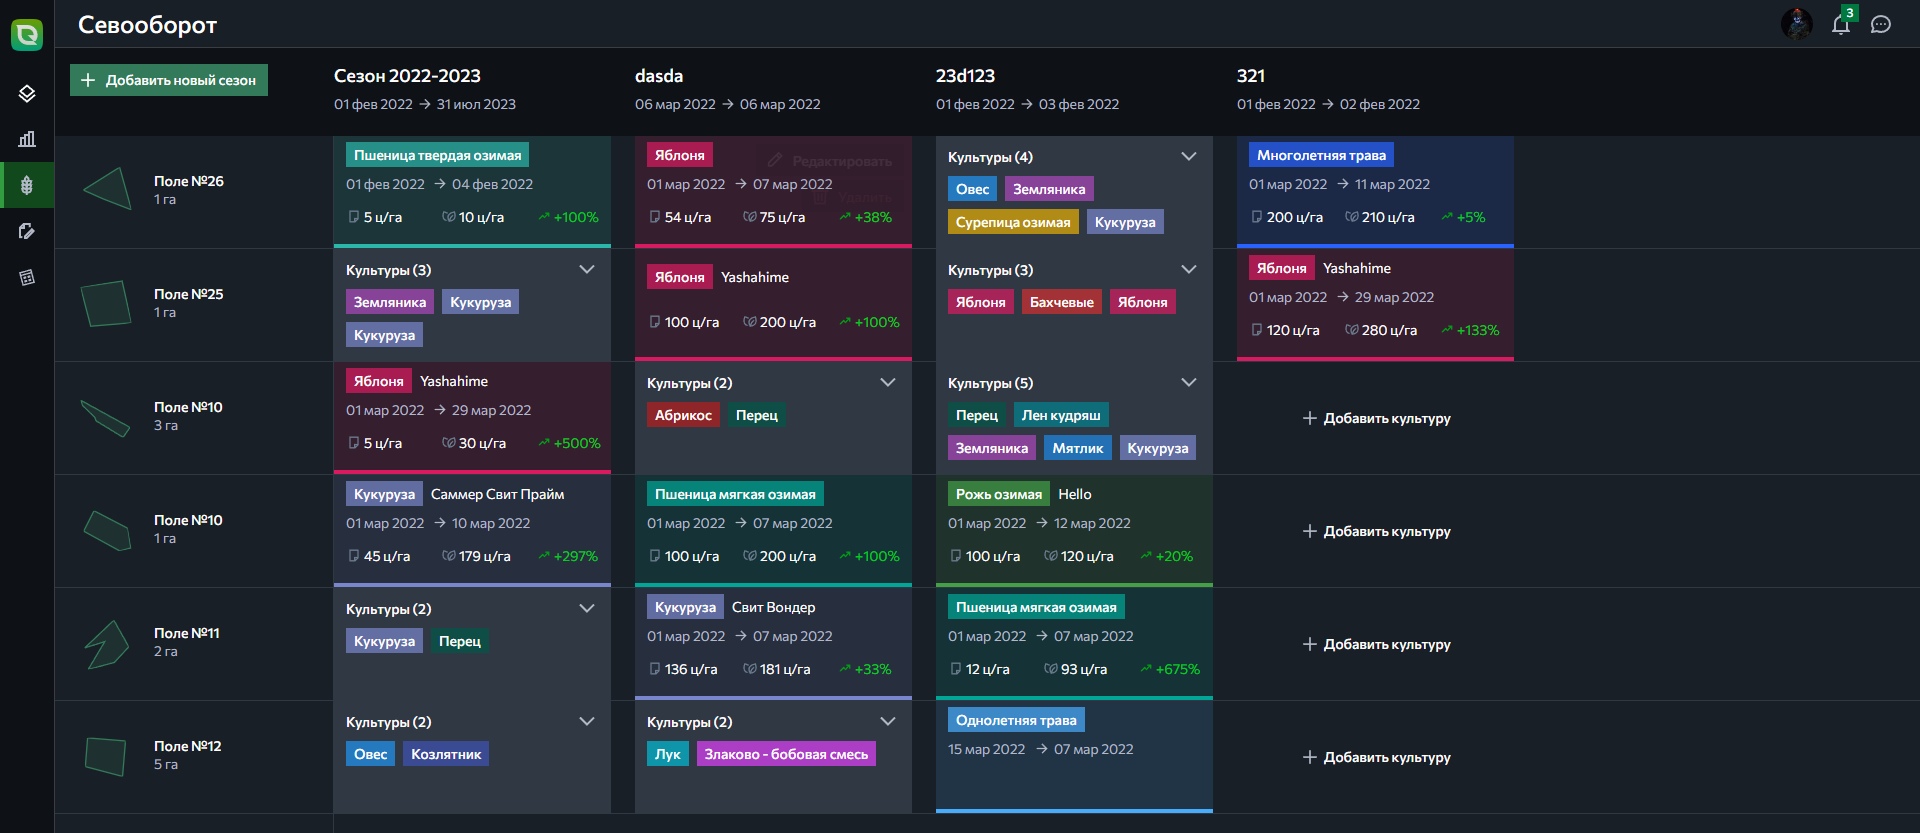 Севооборот
3
Добавить новый сезон
Сезон 2022-2023
01 фев 2022 → 31 июл 2023
dasda
06 мар 2022 → 06 мар 2022
23d123
01 фев 2022 → 03 фев 2022
321
01 фев 2022 → 02 фев 2022
Поле №26
1 га
Пшеница твердая озимая
01 фев 2022 → 04 фев 2022
5 ц/га 10 ц/га +100%
Яблоня
Редактировать
01 мар 2022 → 07 мар 2022
Удалить
54 ц/га 75 ц/га +38%
Культуры (4)
Овес Земляника
Сурепица озимая Кукуруза
Многолетняя трава
01 мар 2022 → 11 мар 2022
200 ц/га 210 ц/га +5%
Поле №25
1 га
Культуры (3)
Земляника Кукуруза
Кукуруза
Яблоня Yashahime
100 ц/га 200 ц/га +100%
Культуры (3)
Яблоня Бахчевые Яблоня
Яблоня Yashahime
01 мар 2022 → 29 мар 2022
120 ц/га 280 ц/га +133%
Поле №10
3 га
Яблоня Yashahime
01 мар 2022 → 29 мар 2022
5 ц/га 30 ц/га +500%
Культуры (2)
Абрикос Перец
Культуры (5)
Перец Лен кудряш
Земляника Мятлик Кукуруза
Добавить культуру
Поле №10
1 га
Кукуруза Саммер Свит Прайм
01 мар 2022 → 10 мар 2022
45 ц/га 179 ц/га +297%
Пшеница мягкая озимая
01 мар 2022 → 07 мар 2022
100 ц/га 200 ц/га +100%
Рожь озимая Hello
01 мар 2022 → 12 мар 2022
100 ц/га 120 ц/га +20%
Добавить культуру
Поле №11
2 га
Культуры (2)
Кукуруза Перец
Кукуруза Свит Вондер
01 мар 2022 → 07 мар 2022
136 ц/га 181 ц/га +33%
Пшеница мягкая озимая
01 мар 2022 → 07 мар 2022
12 ц/га 93 ц/га +675%
Добавить культуру
Поле №12
5 га
Культуры (2)
Овес Козлятник
Культуры (2)
Лук Злаково - бобовая смесь
Однолетняя трава
15 мар 2022 → 07 мар 2022
Добавить культуру